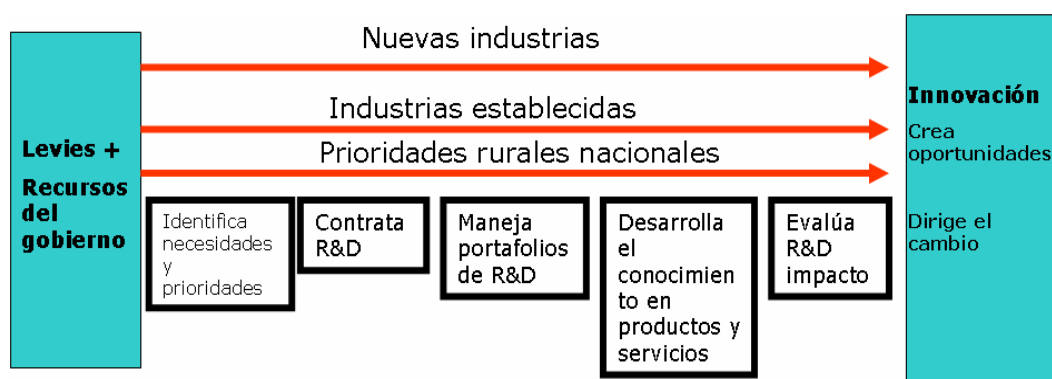 Nuevas industrias
Industrias establecidas
Prioridades rurales nacionales
Levies +
Recursos
del
gobierno
Identifica
necesidades
y
prioridades
Contrata
R&D
Maneja
portafolios
de R&D
Desarrolla
el
conocimien
to en
productos y
servicios
Evalúa
R&D
impacto
Innovación
Crea
oportunidades
Dirige el
cambio